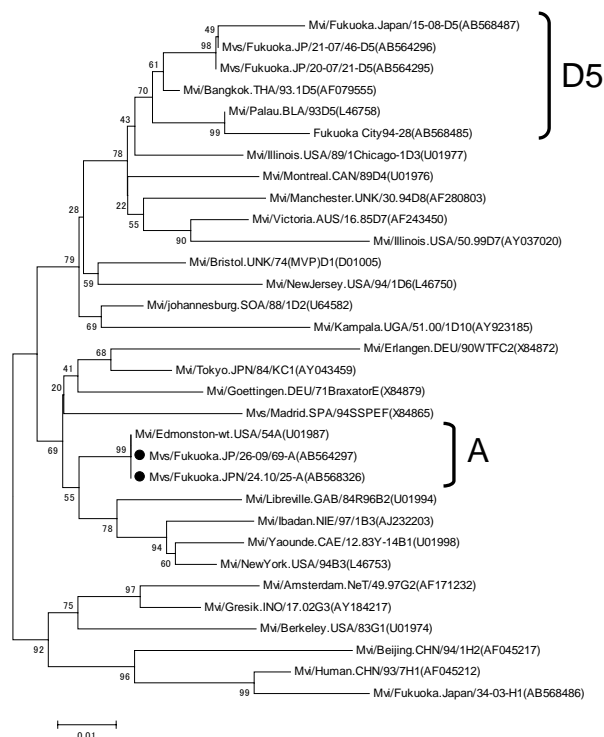 Mvi/Fukuoka.Japan/15-08-D5(AB568487)
49
98
Mvs/Fukuoka.JP/21-07/46-D5(AB564296)
Mvs/Fukuoka.JP/20-07/21-D5(AB564295)
61
Mvi/Bangkok.THA/93.1D5(AF079555)
D5
70
Mvi/Palau.BLA/93D5(L46758)
99
Fukuoka City94-28(AB568485)
43
Mvi/Illinois.USA/89/1Chicago-1D3(U01977)
78
Mvi/Montreal.CAN/89D4(U01976)
Mvi/Manchester.UNK/30.94D8(AF280803)
22
55
Mvi/Victoria.AUS/16.85D7(AF243450)
28
90
Mvi/Illinois.USA/50.99D7(AY037020)
79
Mvi/Bristol.UNK/74(MVP)D1(D01005)
59
Mvi/NewJersey.USA/94/1D6(L46750)
Mvi/johannesburg.SOA/88/1D2(U64582)
69
Mvi/Kampala.UGA/51.00/1D10(AY923185)
Mvi/Erlangen.DEU/90WTFC2(X84872)
68
Mvi/Tokyo.JPN/84/KC1(AY043459)
41
Mvi/Goettingen.DEU/71BraxatorE(X84879)
20
Mvs/Madrid.SPA/94SSPEF(X84865)
Mvi/Edmonston-wt.USA/54A(U01987)
99
Mvs/Fukuoka.JP/26-09/69-A(AB564297)
A
69
Mvs/Fukuoka.JPN/24.10/25-A(AB568326)
55
Mvi/Libreville.GAB/84R96B2(U01994)
78
Mvi/Ibadan.NIE/97/1B3(AJ232203)
94
Mvi/Yaounde.CAE/12.83Y-14B1(U01998)
60
Mvi/NewYork.USA/94B3(L46753)
Mvi/Amsterdam.NeT/49.97G2(AF171232)
97
75
Mvi/Gresik.INO/17.02G3(AY184217)
Mvi/Berkeley.USA/83G1(U01974)
92
Mvi/Beijing.CHN/94/1H2(AF045217)
96
Mvi/Human.CHN/93/7H1(AF045212)
99
Mvi/Fukuoka.Japan/34-03-H1(AB568486)
0.01